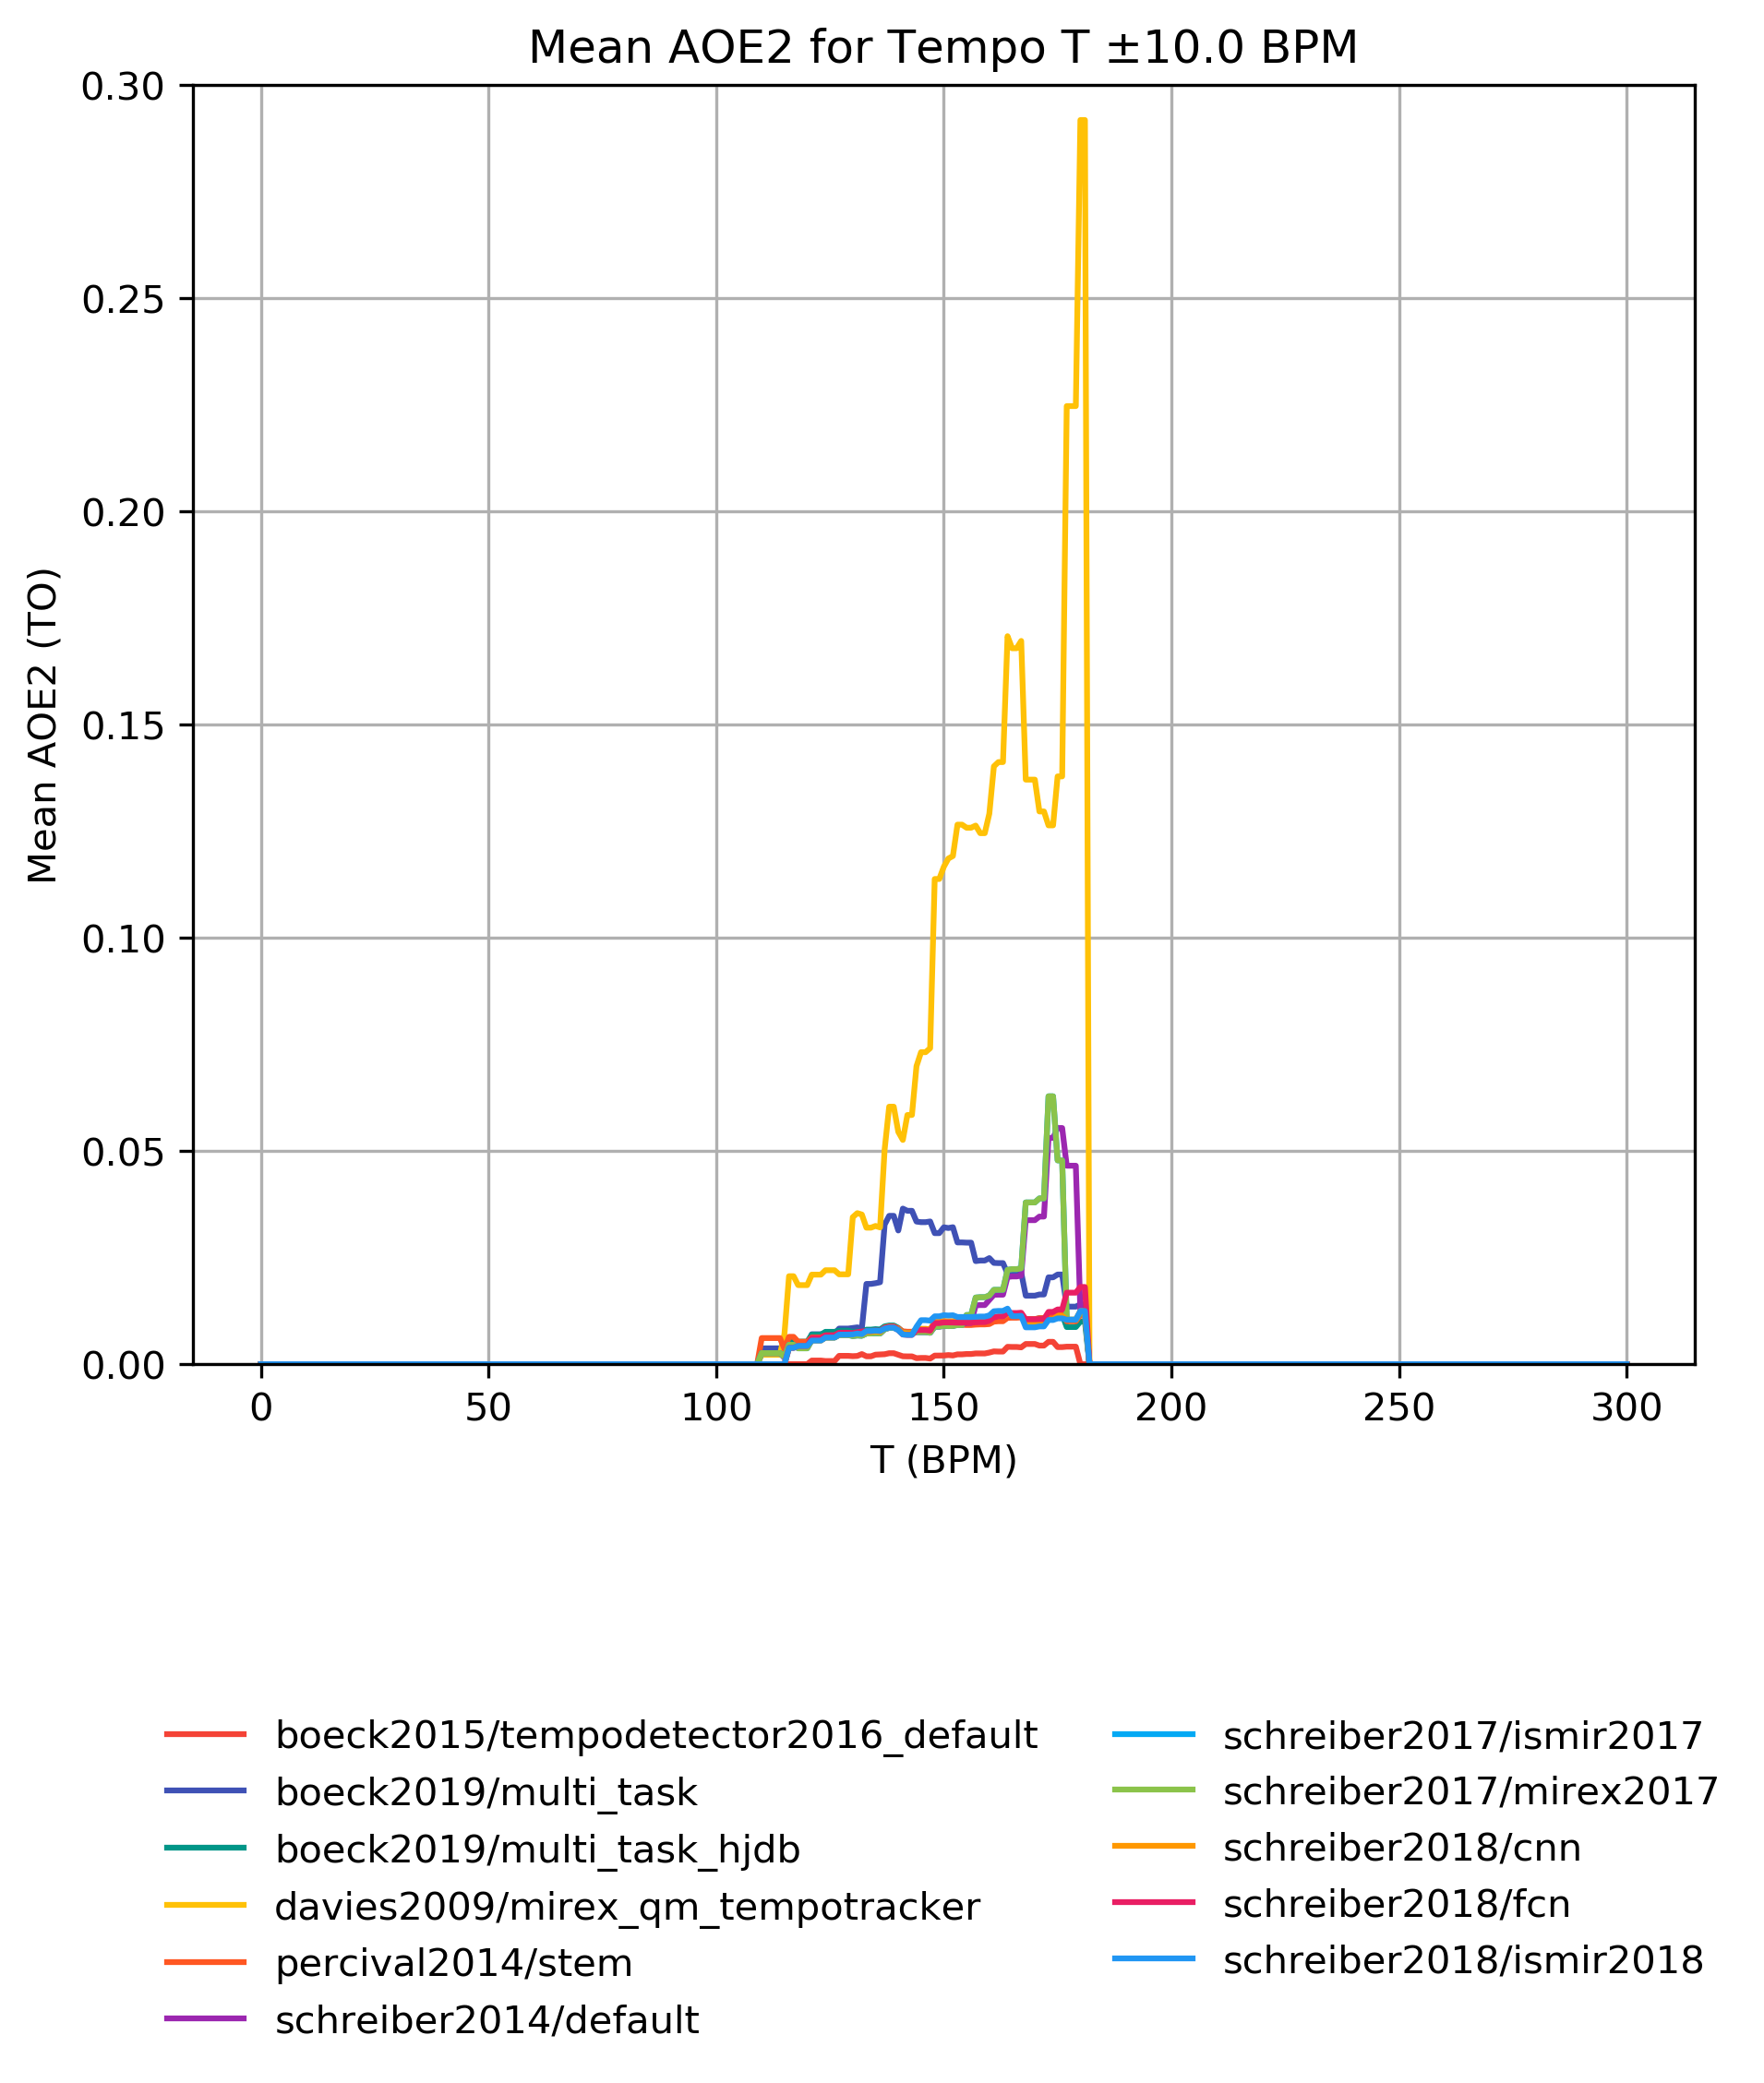 Mean AOE2 for Tempo T ±10.0 BPM
0.30
0.25
0.20
0.15
0.10
0.05
0.00
Mean AOE2 (TO)
0 50 100 150 200 250 300
T (BPM)
boeck2015/tempodetector2016_default
boeck2019/multi_task
boeck2019/multi_task_hjdb
davies2009/mirex_qm_tempotracker
percival2014/stem
schreiber2014/default
schreiber2017/ismir2017
schreiber2017/mirex2017
schreiber2018/cnn
schreiber2018/fcn
schreiber2018/ismir2018